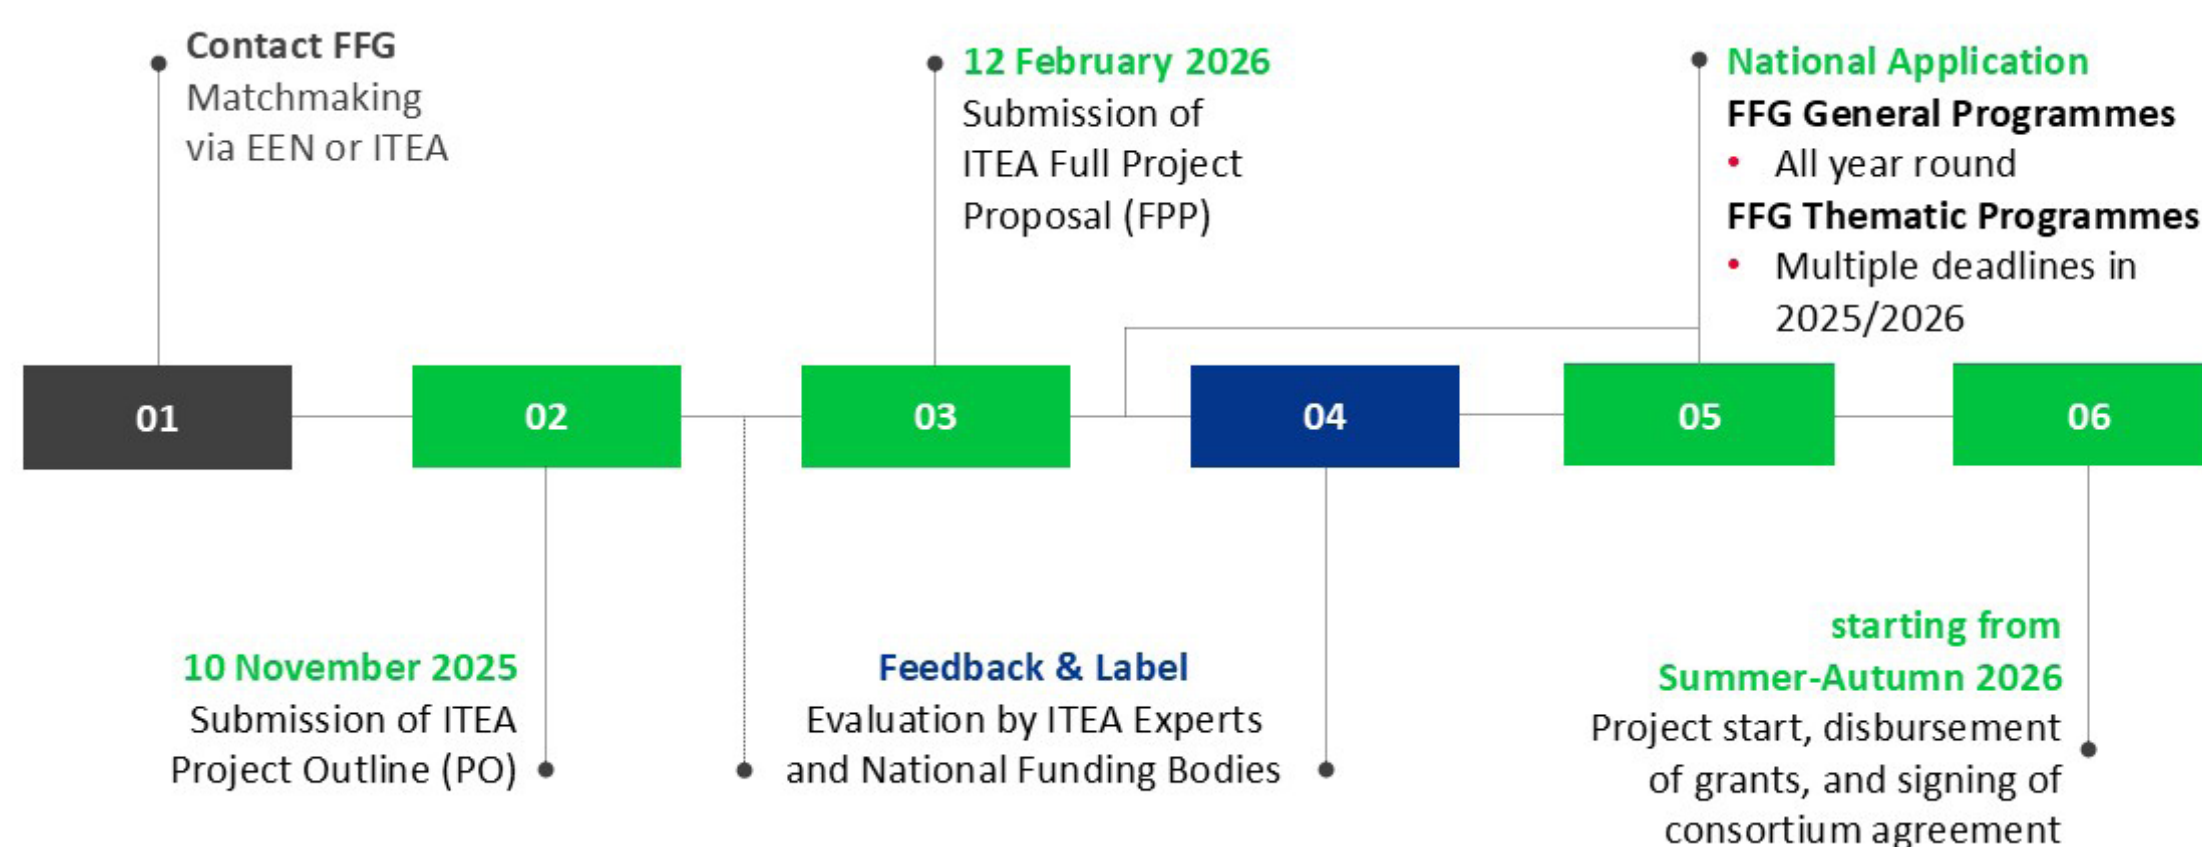 Contact FFG
Matchmaking
via EEN or ITEA
12 February 2026
Submission of
ITEA Full Project
Proposal (FPP)
National Application
FFG General Programmes
• All year round
FFG Thematic Programmes
• Multiple deadlines in
2025/2026
01
02
03
04
05
06
10 November 2025
Submission of ITEA
Project Outline (PO)
Feedback & Label
Evaluation by ITEA Experts
and National Funding Bodies
starting from
Summer-Autumn 2026
Project start, disbursement
of grants, and signing of
consortium agreement